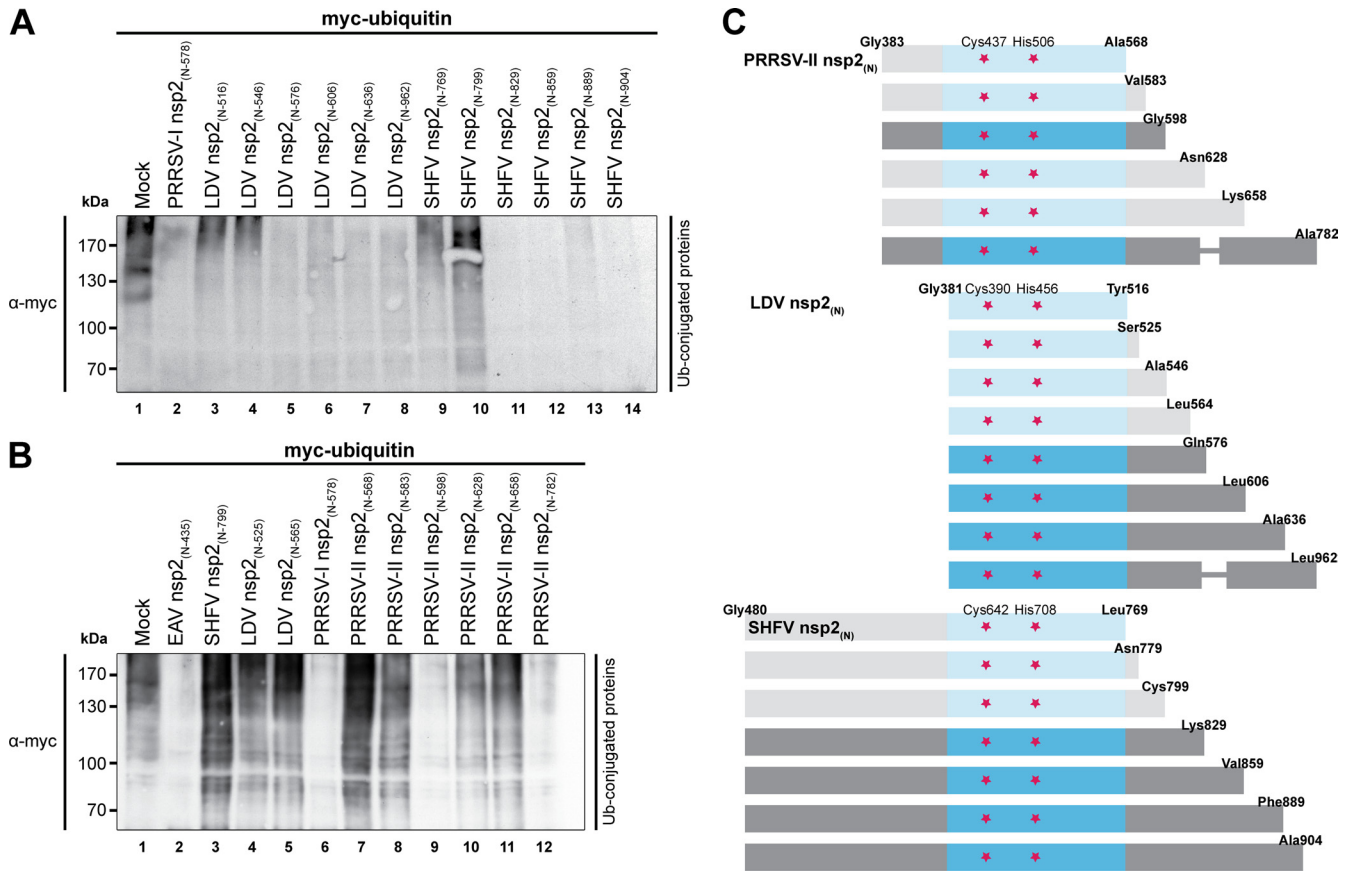 A
myc-ubiquitin
Mock
PRRSV-I nsp2(N-578)
LDV nsp2(N-516)
LDV nsp2(N-546)
LDV nsp2(N-576)
LDV nsp2(N-606)
LDV nsp2(N-636)
LDV nsp2(N-962)
SHFV nsp2(N-769)
SHFV nsp2(N-799)
SHFV nsp2(N-829)
SHFV nsp2(N-859)
SHFV nsp2(N-889)
SHFV nsp2(N-904)
kDa
170
130
100
70
α-myc
Ub-conjugated proteins
1 2 3 4 5 6 7 8 9 10 11 12 13 14
B
myc-ubiquitin
Mock
EAV nsp2(N-435)
SHFV nsp2(N-799)
LDV nsp2(N-525)
LDV nsp2(N-565)
PRRSV-I nsp2(N-578)
PRRSV-II nsp2(N-568)
PRRSV-II nsp2(N-583)
PRRSV-II nsp2(N-598)
PRRSV-II nsp2(N-628)
PRRSV-II nsp2(N-658)
PRRSV-II nsp2(N-782)
kDa
170
130
100
70
α-myc
Ub-conjugated proteins
1 2 3 4 5 6 7 8 9 10 11 12
C
Gly383 Cys437 His506 Ala568
PRRSV-II nsp2(N)
Val583
Gly598
Asn628
Lys658
Ala782
Gly381 Cys390 His456 Tyr516
LDV nsp2(N)
Ser525
Ala546
Leu564
Gln576
Leu606
Ala636
Leu962
Gly480 Cys642 His708 Leu769
SHFV nsp2(N)
Asn779
Cys799
Lys829
Val859
Phe889
Ala904